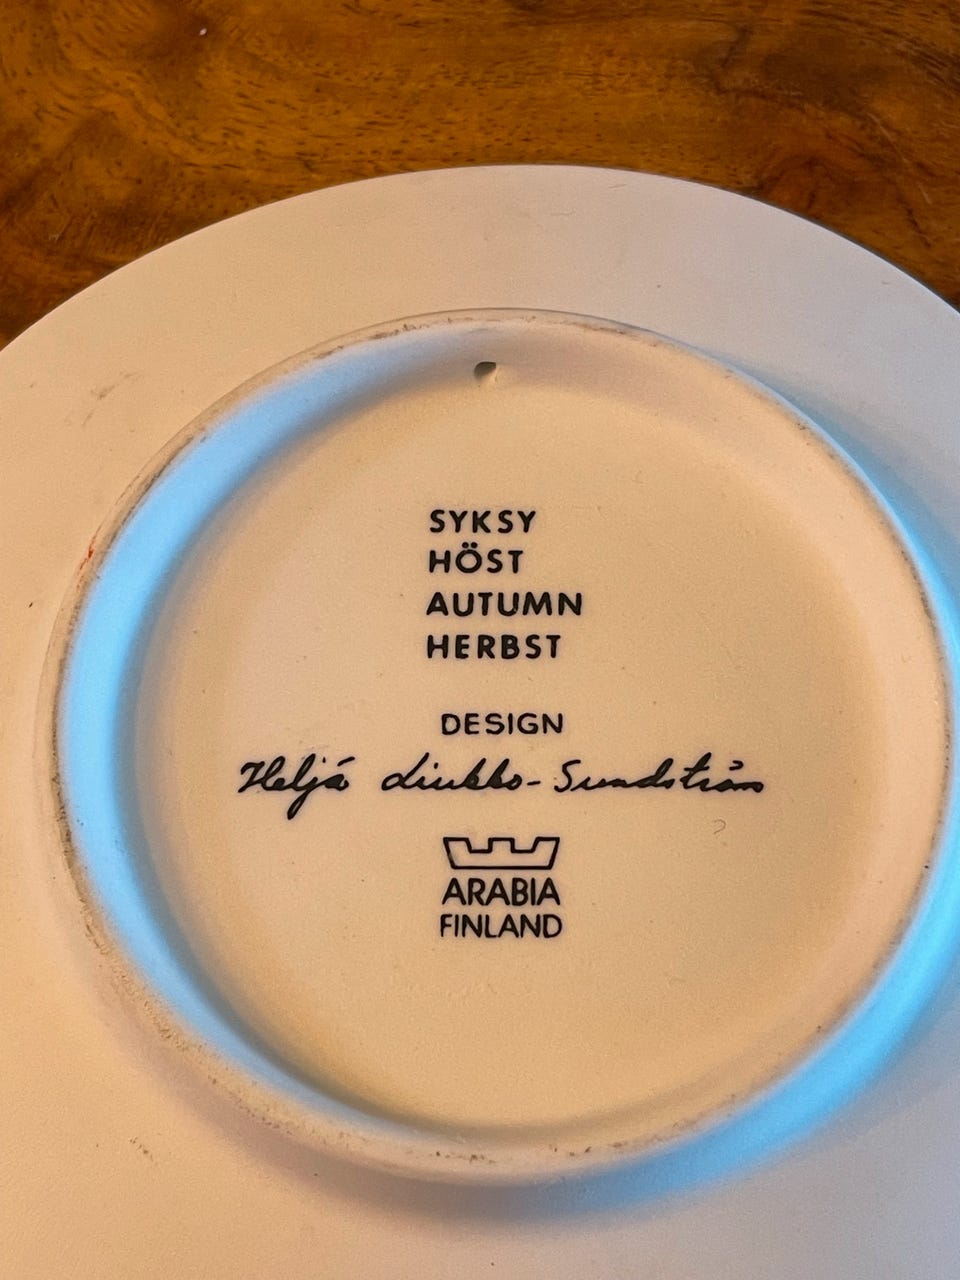 SYKSY
HÖST
AUTUMN
HERBST
DESIGN
Heljä Liukko-Sundström
ARABIA
FINLAND